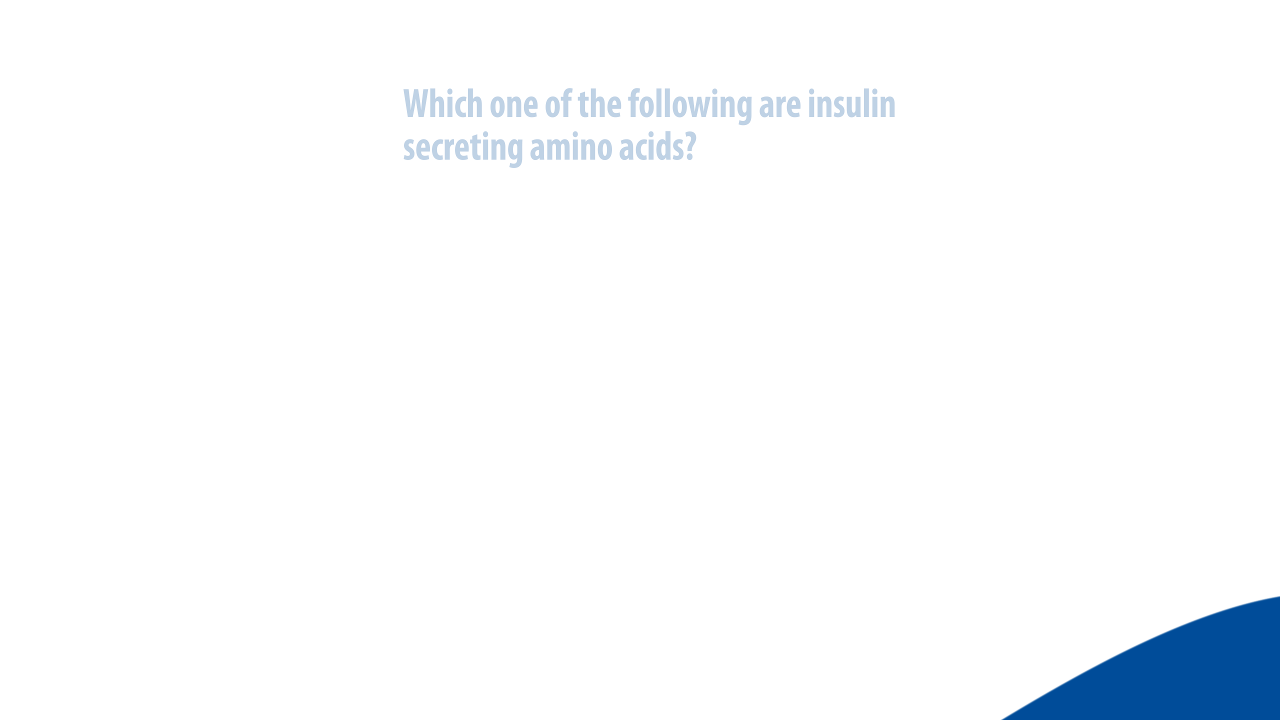 Which one of the following are insulin
secreting amino acids?